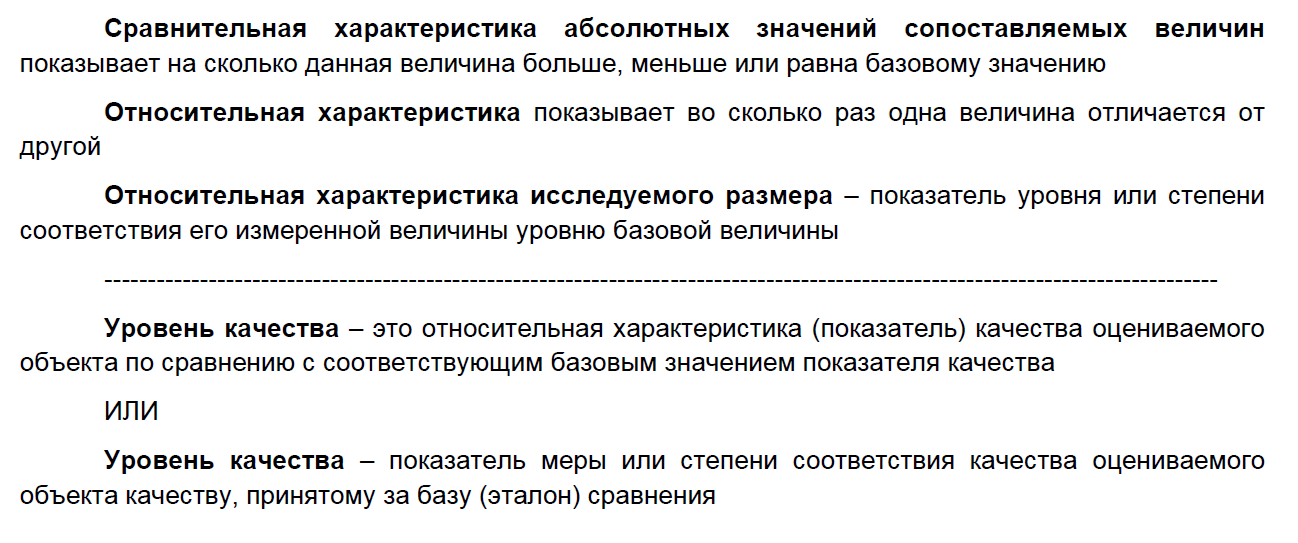 Сравнительная характеристика абсолютных значений сопоставляемых величин
показывает на сколько данная величина больше, меньше или равна базовому значению
Относительная характеристика показывает во сколько раз одна величина отличается от
другой
Относительная характеристика исследуемого размера – показатель уровня или степени
соответствия его измеренной величины уровню базовой величины
--------------------------------------------------------------------------------------------------------------------------------
Уровень качества – это относительная характеристика (показатель) качества оцениваемого
объекта по сравнению с соответствующим базовым значением показателя качества
ИЛИ
Уровень качества – показатель меры или степени соответствия качества оцениваемого
объекта качеству, принятому за базу (эталон) сравнения